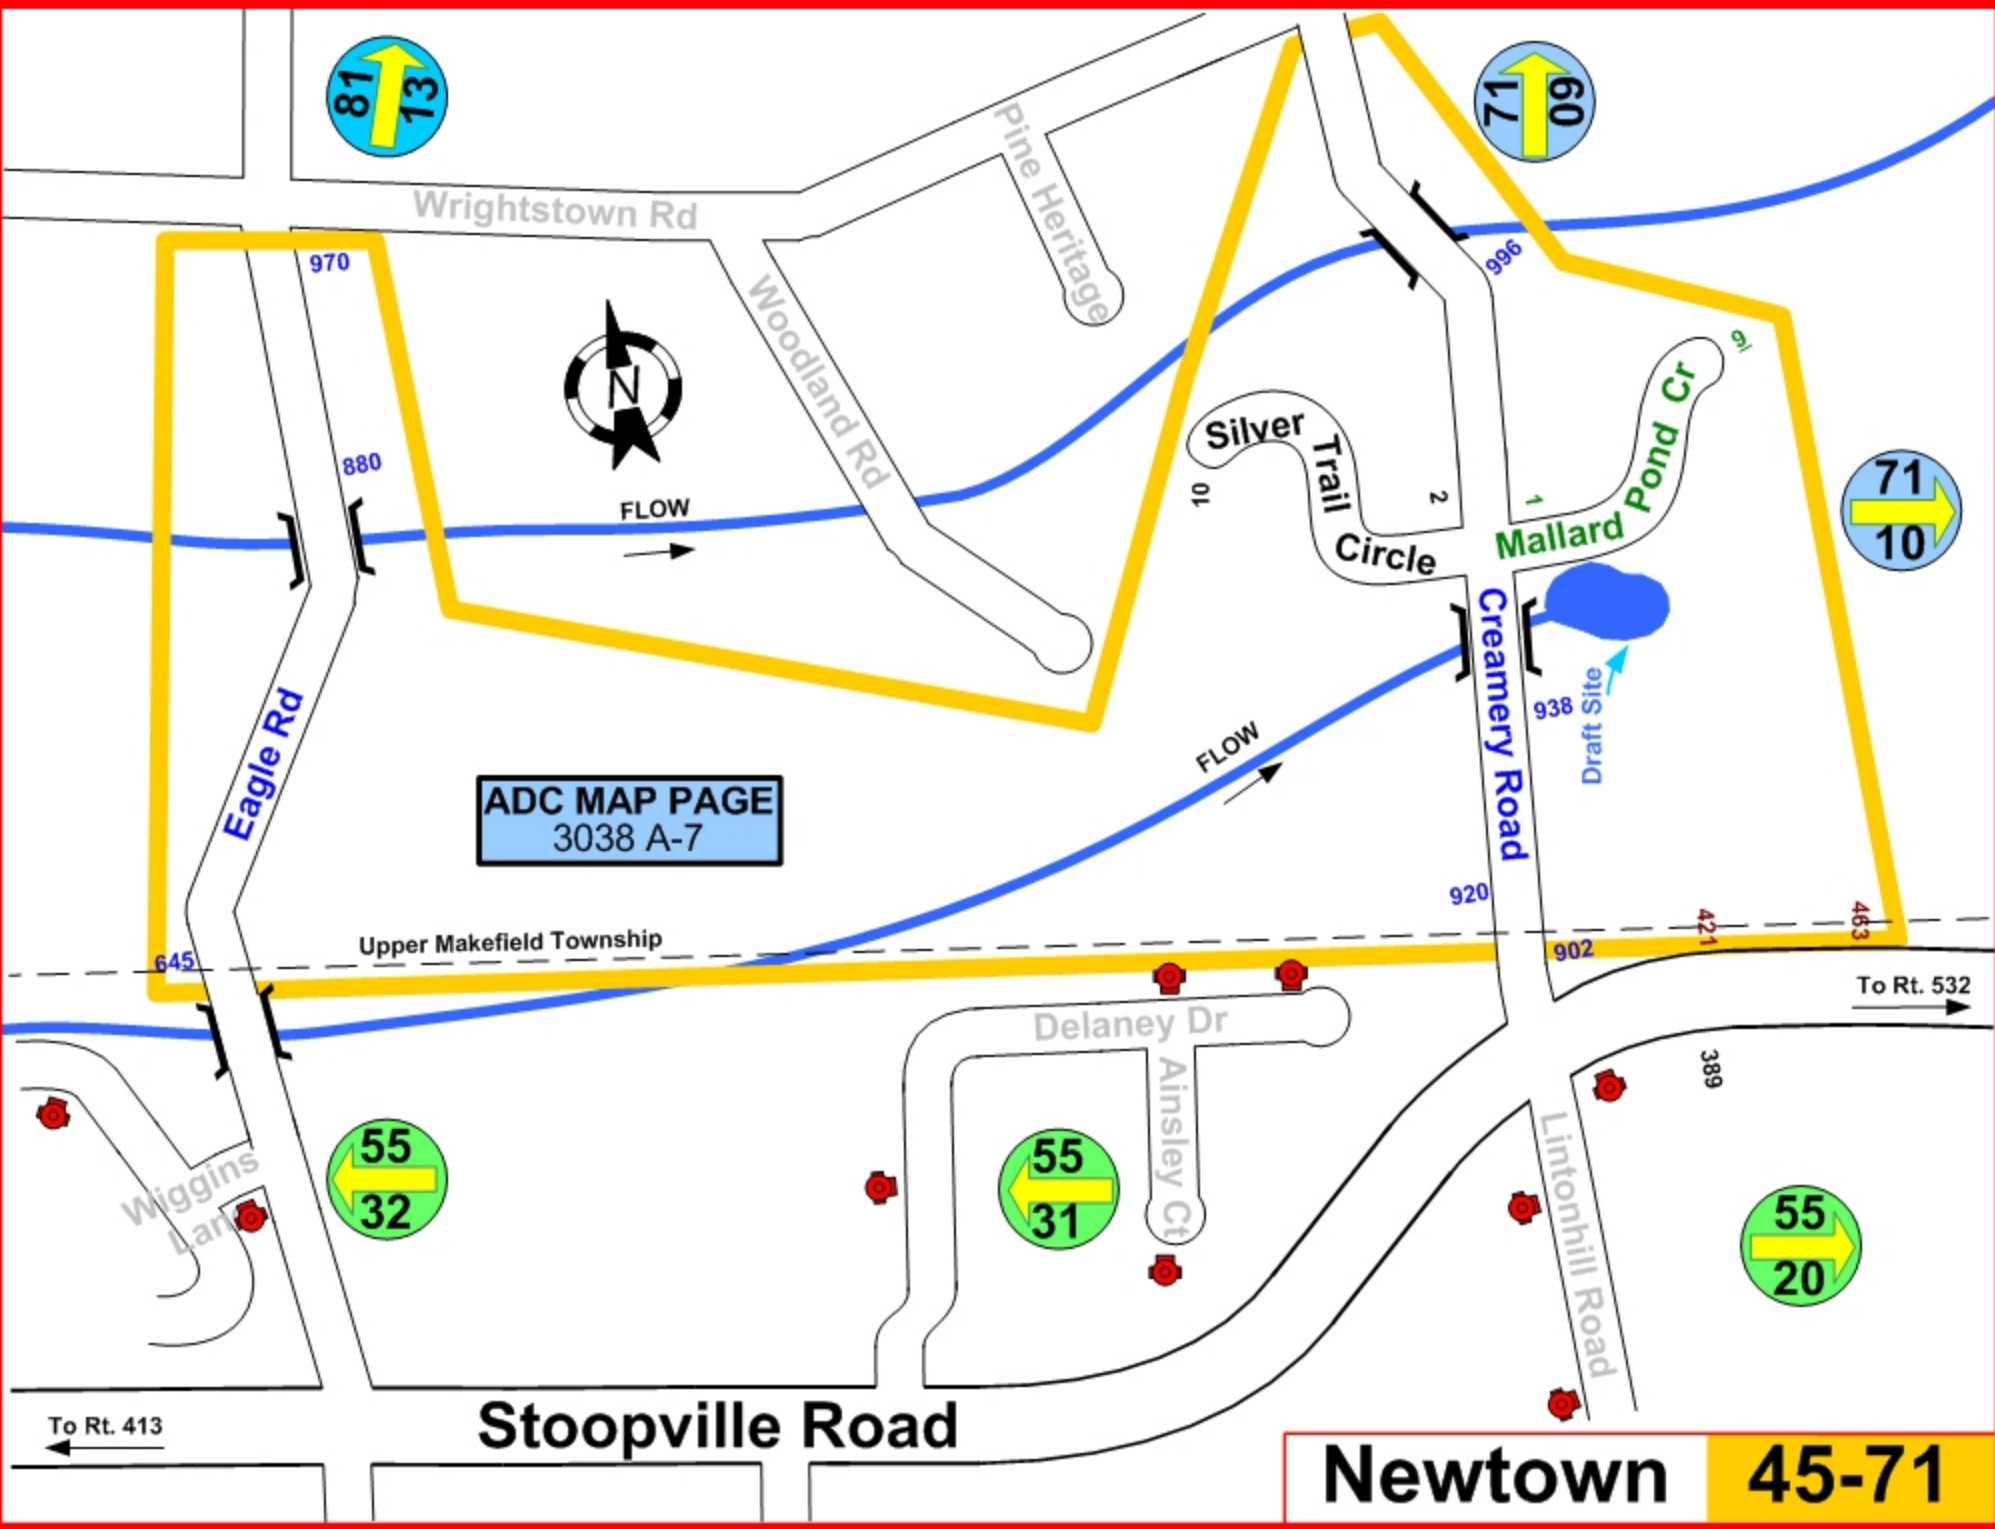 81
13
71
09
Wrightstown Rd
Pine Heritage
970
996
Woodland Rd
N
9
880
Silver
Trail
Circle
10
2
1
Mallard
Pond Cr
71
10
FLOW
Creamery Road
938
Draft Site
Eagle Rd
FLOW
ADC MAP PAGE
3038 A-7
920
421
463
Upper Makefield Township
645
902
To Rt. 532
Delaney Dr
389
Ainsley Ct
Lintonhill Road
Wiggins
Lane
55
32
55
31
55
20
To Rt. 413
Stoopville Road
Newtown
45-71